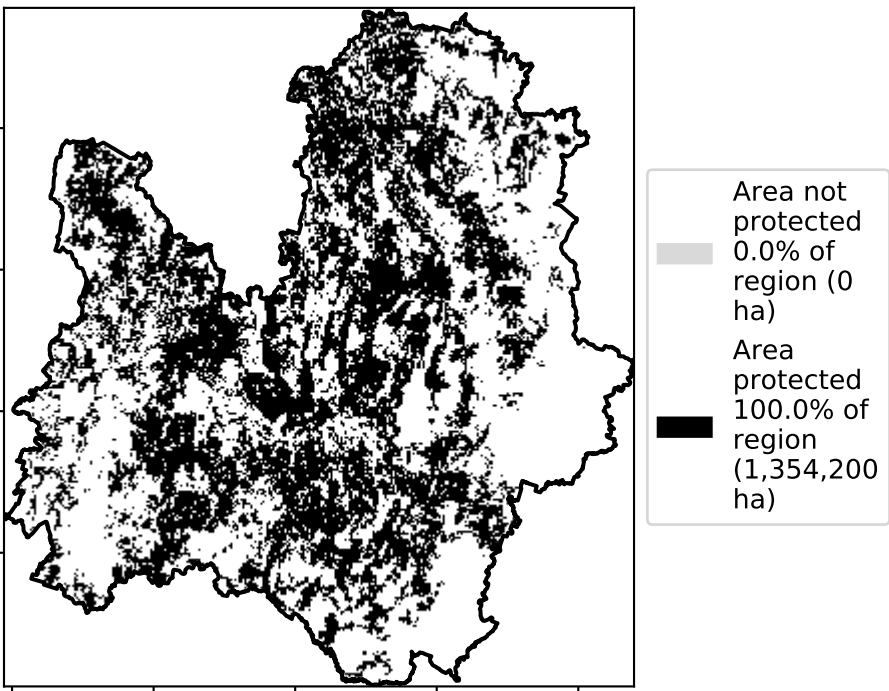 Area not
protected
0.0% of
region (0
ha)
Area
protected
100.0% of
region
(1,354,200
ha)